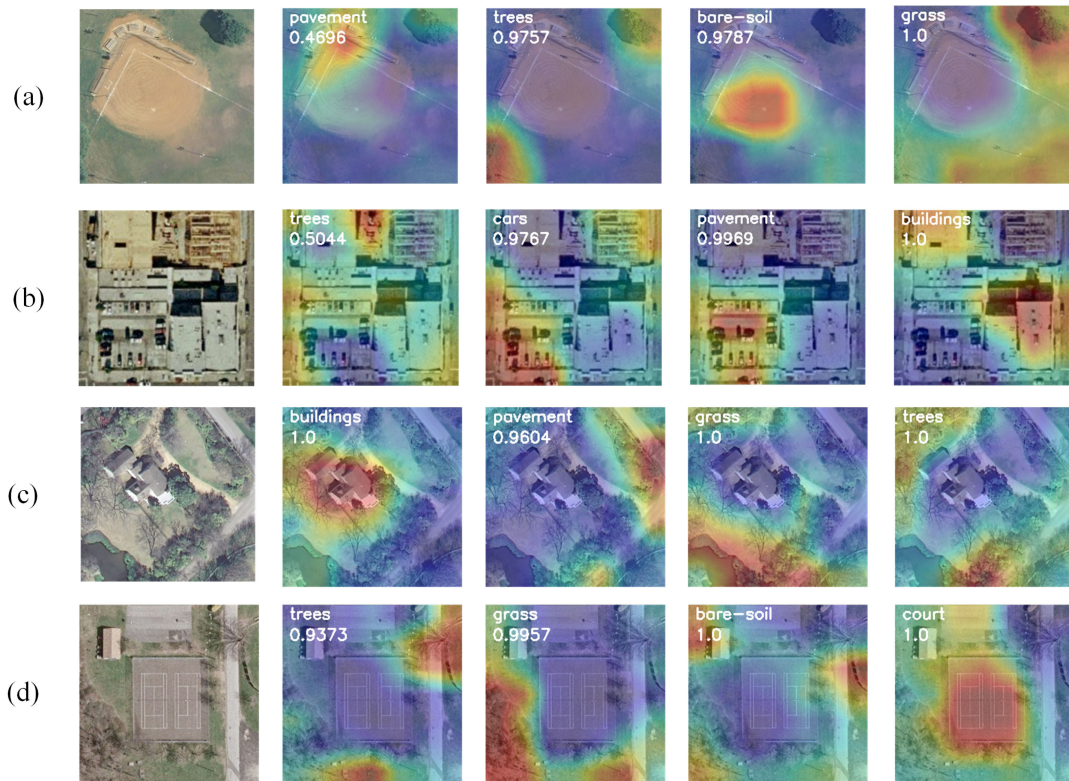 (a)
pavement
0.4696
trees
0.9757
bare-soil
0.9787
grass
1.0
(b)
trees
0.5044
cars
0.9767
pavement
0.9969
buildings
1.0
(c)
buildings
1.0
pavement
0.9604
grass
1.0
trees
1.0
(d)
trees
0.9373
grass
0.9957
bare-soil
1.0
court
1.0